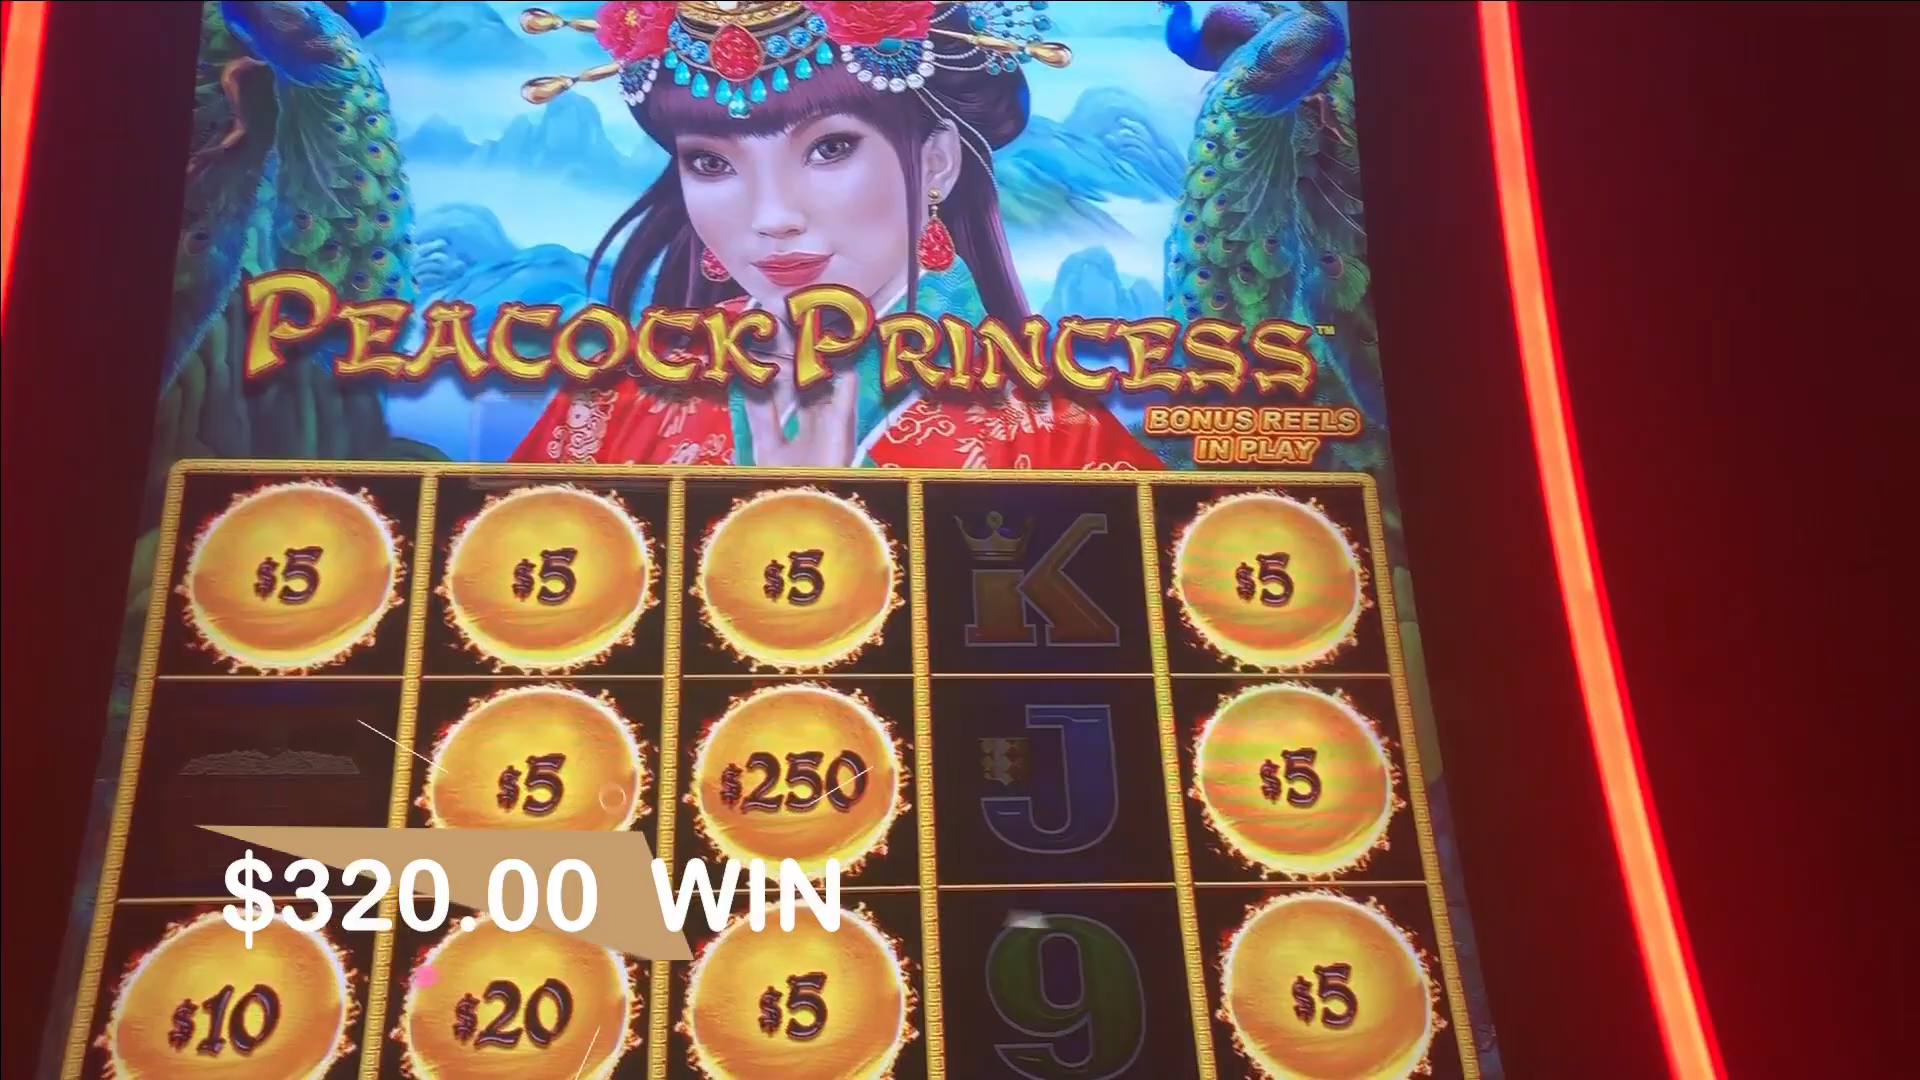 PEACOCK PRINCESS™
BONUS REELS
IN PLAY
$5 $5 $5 K $5
$5 $250 J $5
$320.00 WIN
$10 $20 $5 9 $5